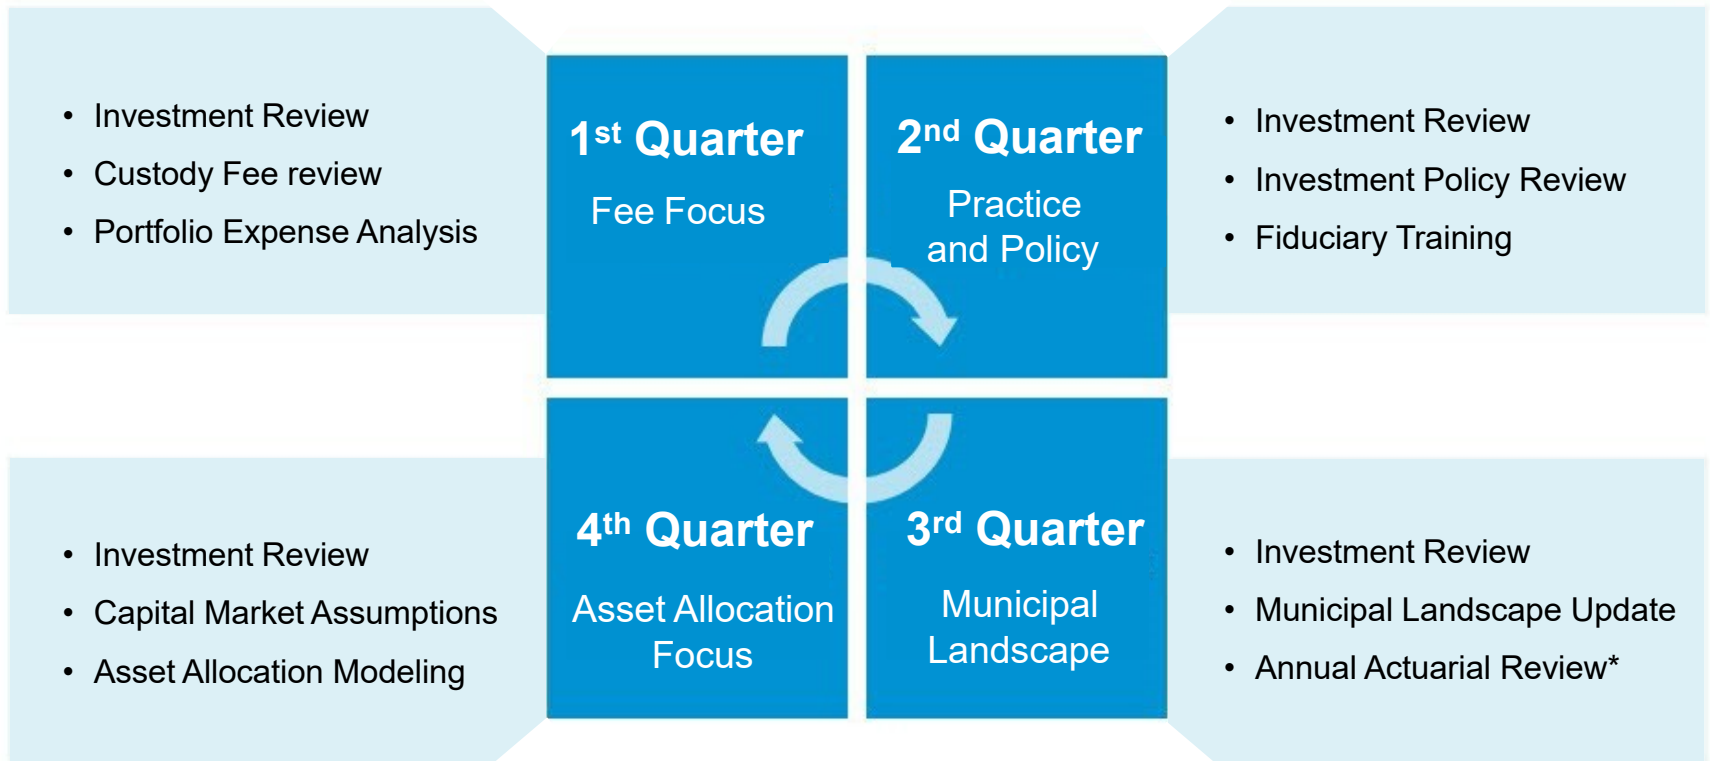 • Investment Review
• Custody Fee review
• Portfolio Expense Analysis
1st Quarter
Fee Focus
2nd Quarter
Practice
and Policy
• Investment Review
• Investment Policy Review
• Fiduciary Training
• Investment Review
• Capital Market Assumptions
• Asset Allocation Modeling
4th Quarter
Asset Allocation
Focus
3rd Quarter
Municipal
Landscape
• Investment Review
• Municipal Landscape Update
• Annual Actuarial Review*